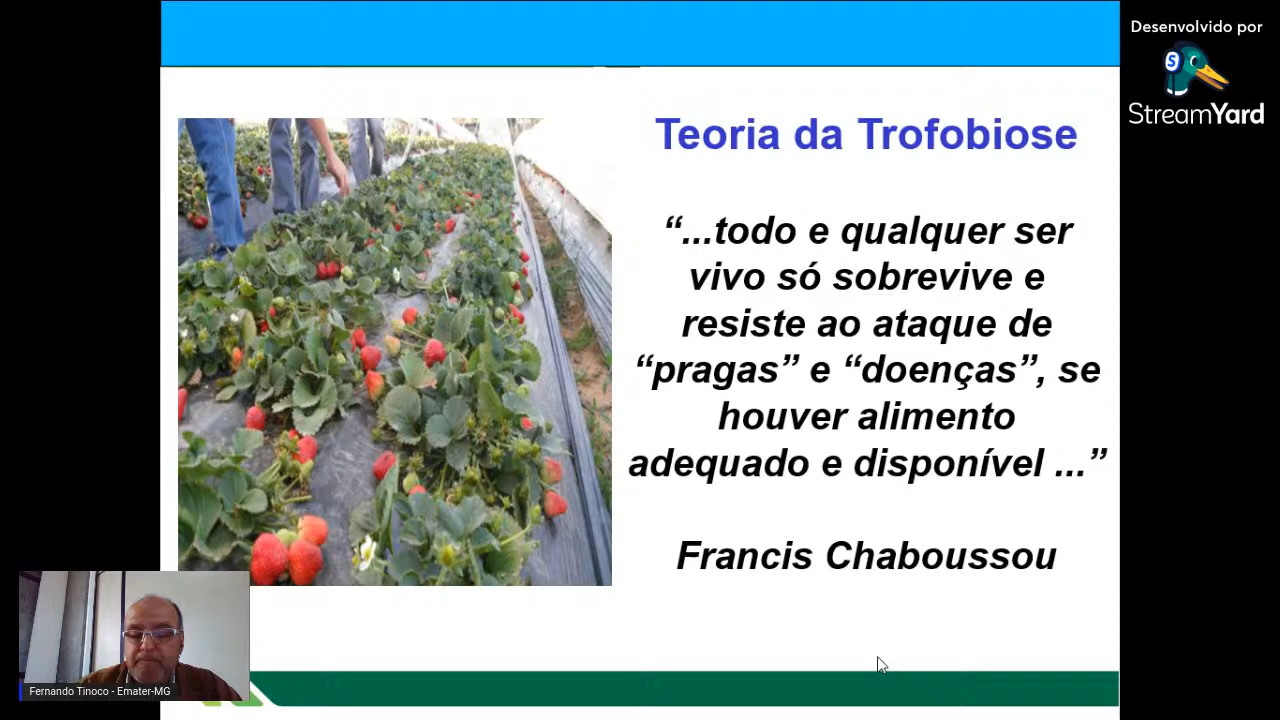 Desenvolvido por
S
StreamYard
Teoria da Trofobiose
“...todo e qualquer ser
vivo só sobrevive e
resiste ao ataque de
“pragas” e “doenças”, se
houver alimento
adequado e disponível ...”
Francis Chaboussou
Fernando Tinoco - Emater-MG